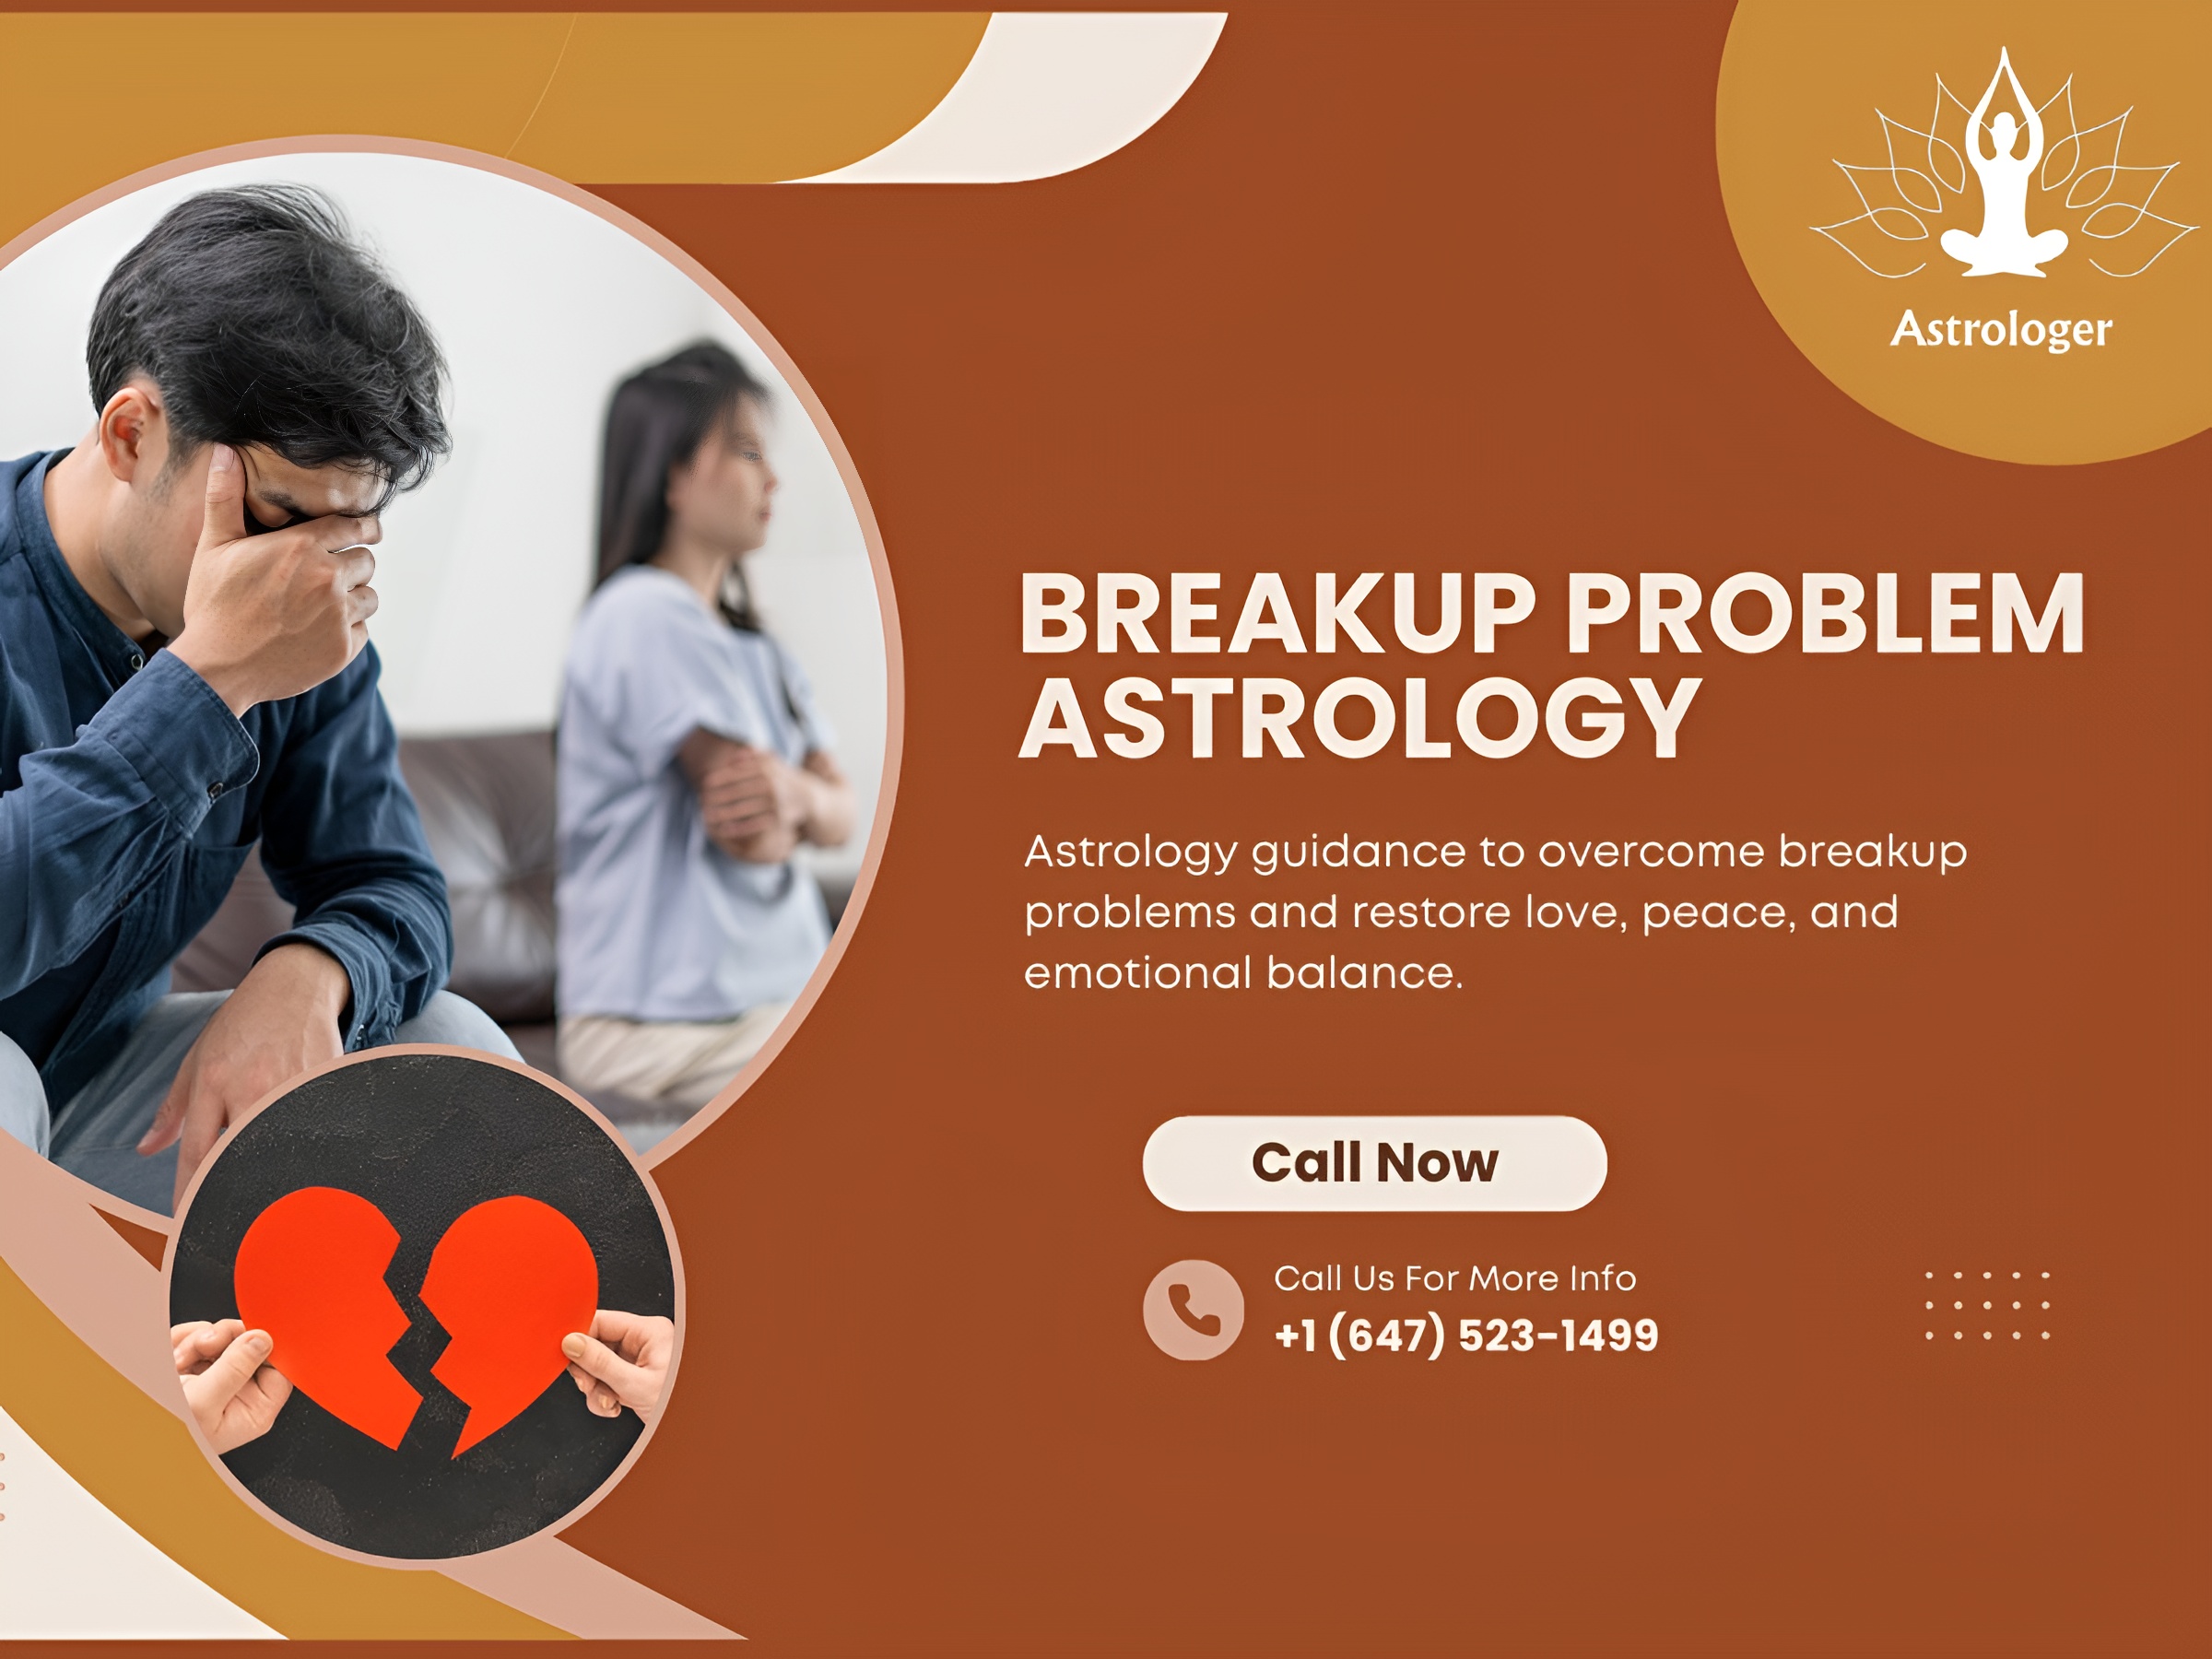 Astrologer
BREAKUP PROBLEM
ASTROLOGY
Astrology guidance to overcome breakup
problems and restore love, peace, and
emotional balance.
Call Now
Call Us For More Info
+1 (647) 523-1499